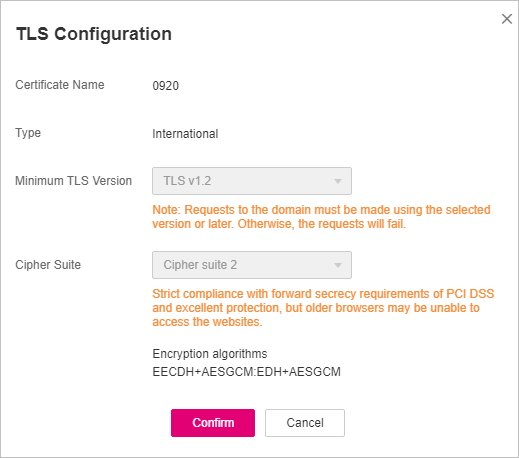 TLS Configuration
Certificate Name 0920
Type International
Minimum TLS Version TLS v1.2
Note: Requests to the domain must be made using the selected
version or later. Otherwise, the requests will fail.
Cipher Suite Cipher suite 2
Strict compliance with forward secrecy requirements of PCI DSS
and excellent protection, but older browsers may be unable to
access the websites.
Encryption algorithms
EECDH+AESGCM:EDH+AESGCM
Confirm Cancel